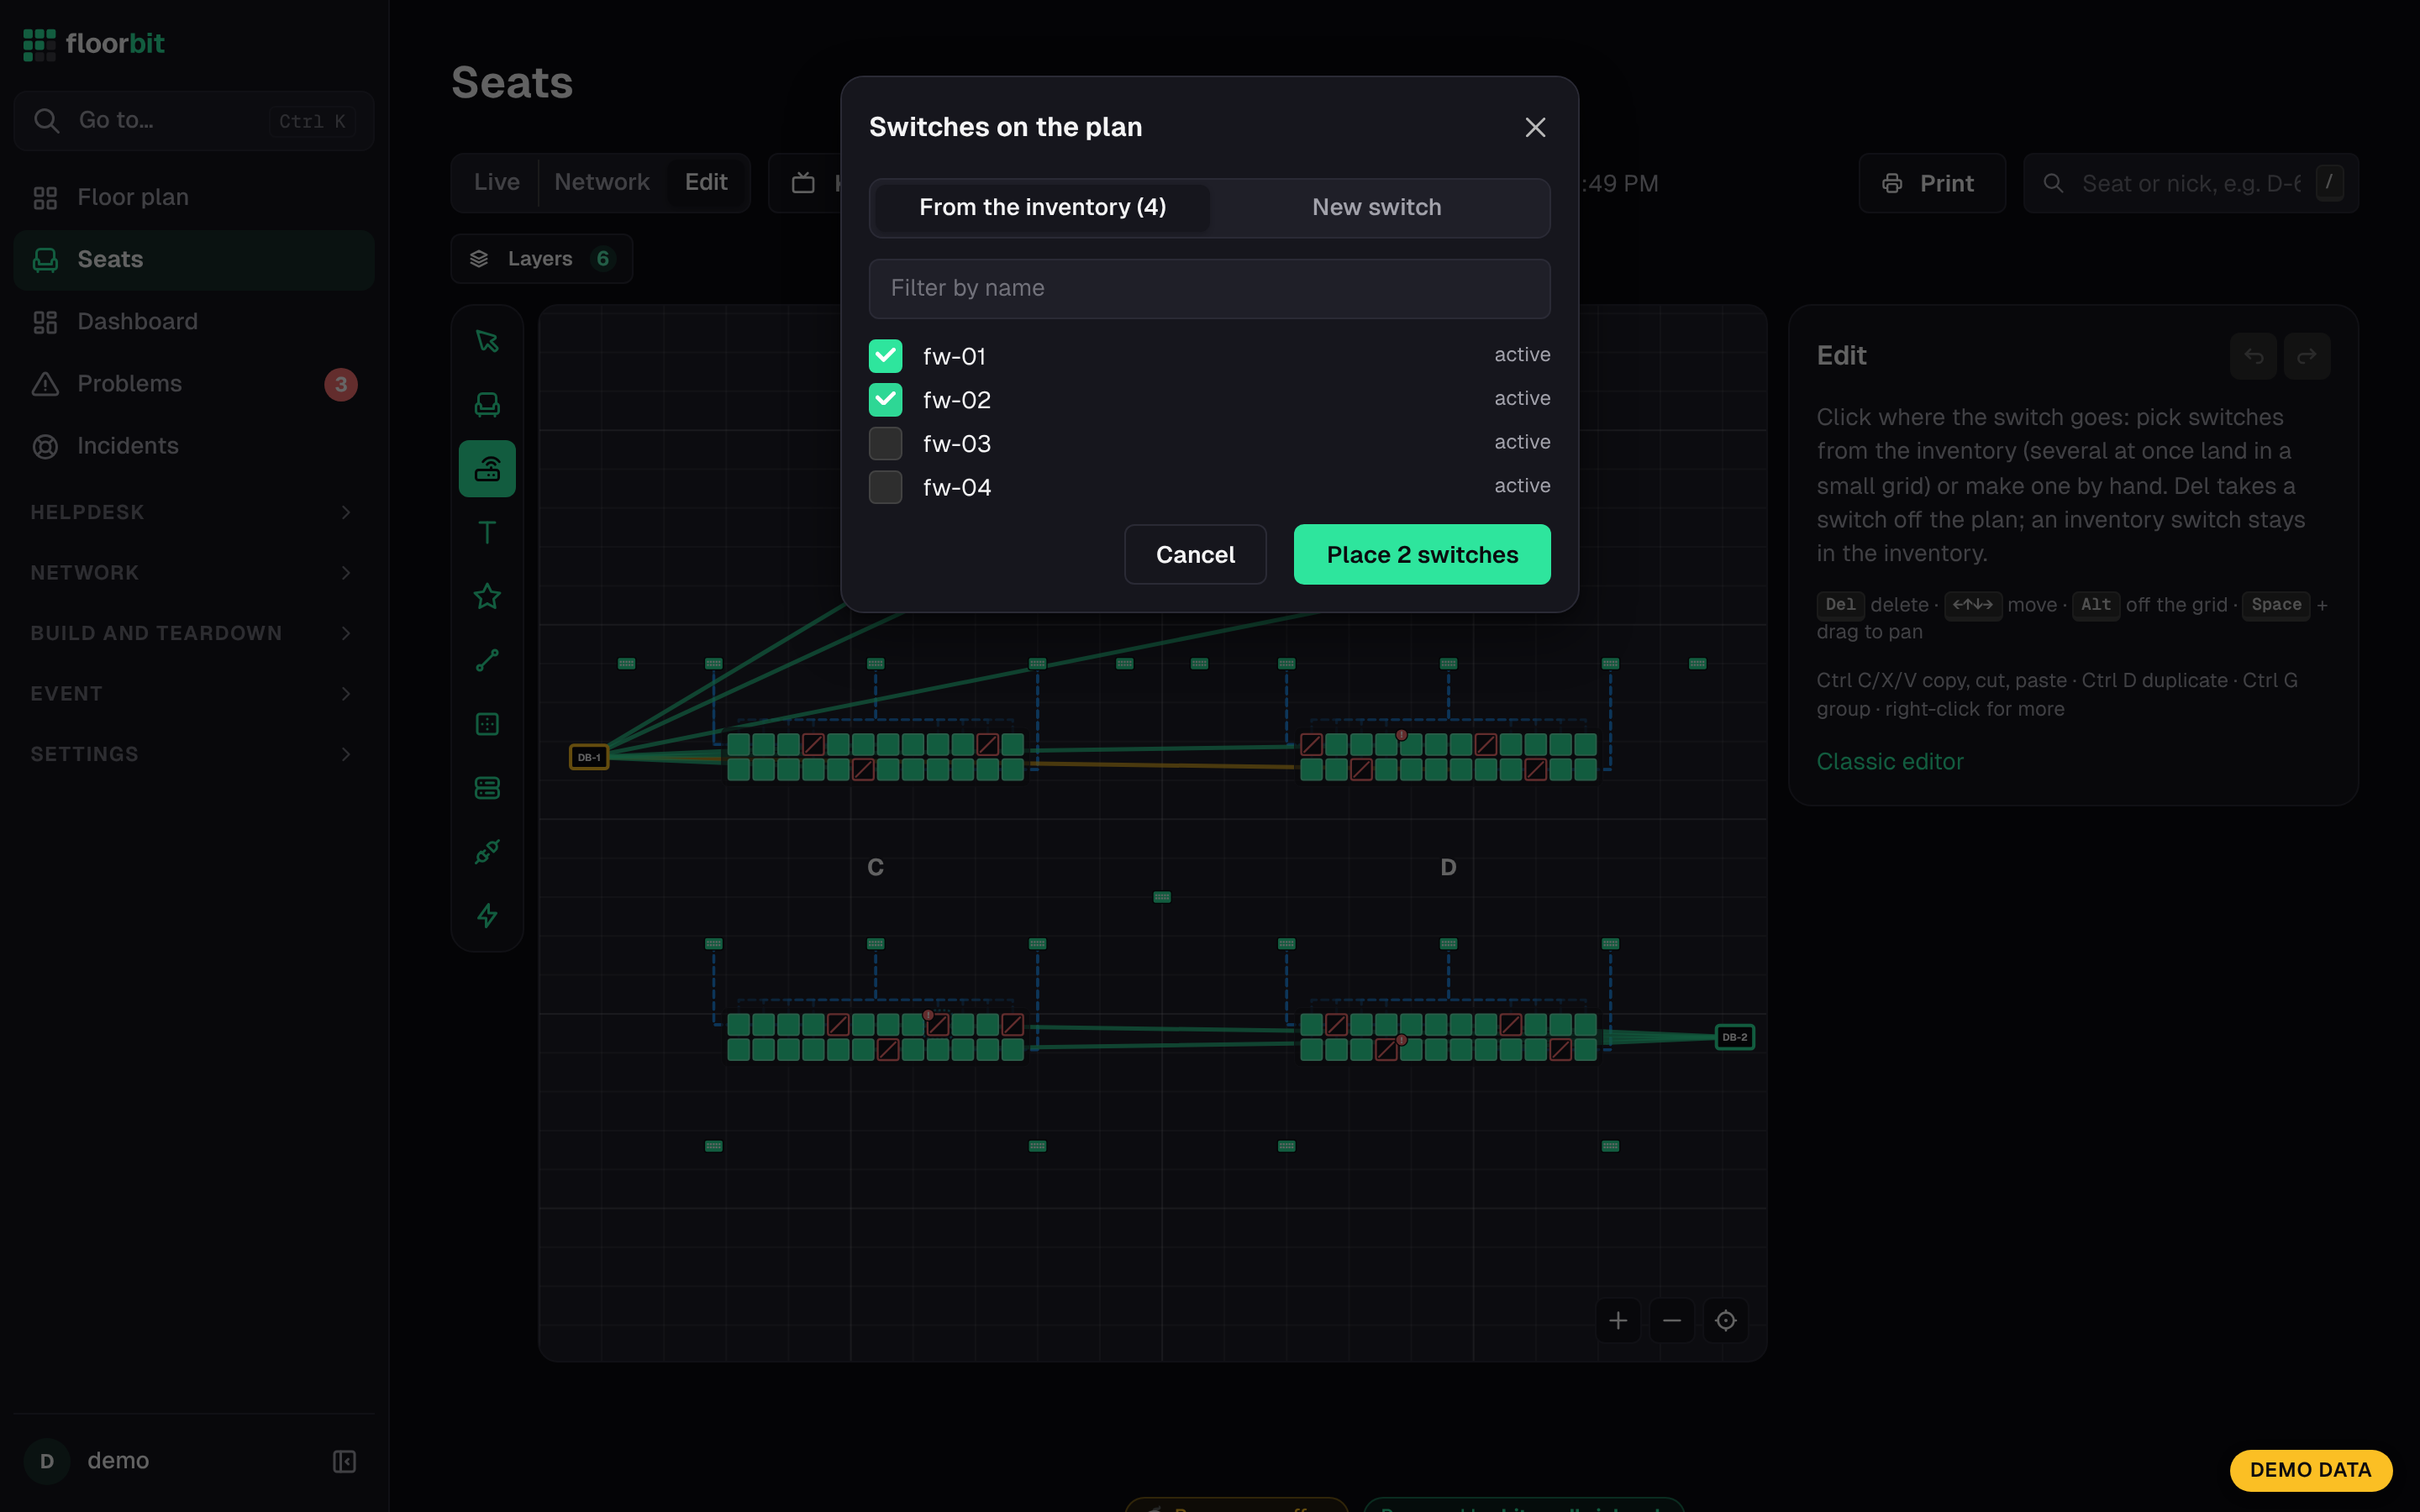 floorbit
Go to...
Ctrl K
Floor plan
Seats
Dashboard
Problems
3
Incidents
HELPDESK
NETWORK
BUILD AND TEARDOWN
EVENT
SETTINGS
D
demo
Seats
Live
Network
Edit
:49 PM
Print
Seat or nick, e.g. D-6
/
Layers
6
Switches on the plan
From the inventory (4)
New switch
Filter by name
fw-01
active
fw-02
active
fw-03
active
fw-04
active
Cancel
Place 2 switches
DB-1
C
D
DB-2
Edit
Click where the switch goes: pick switches
from the inventory (several at once land in a
small grid) or make one by hand. Del takes a
switch off the plan; an inventory switch stays
in the inventory.
Del delete · ←↑↓→ move · Alt off the grid · Space +
drag to pan
Ctrl C/X/V copy, cut, paste · Ctrl D duplicate · Ctrl G
group · right-click for more
Classic editor
DEMO DATA